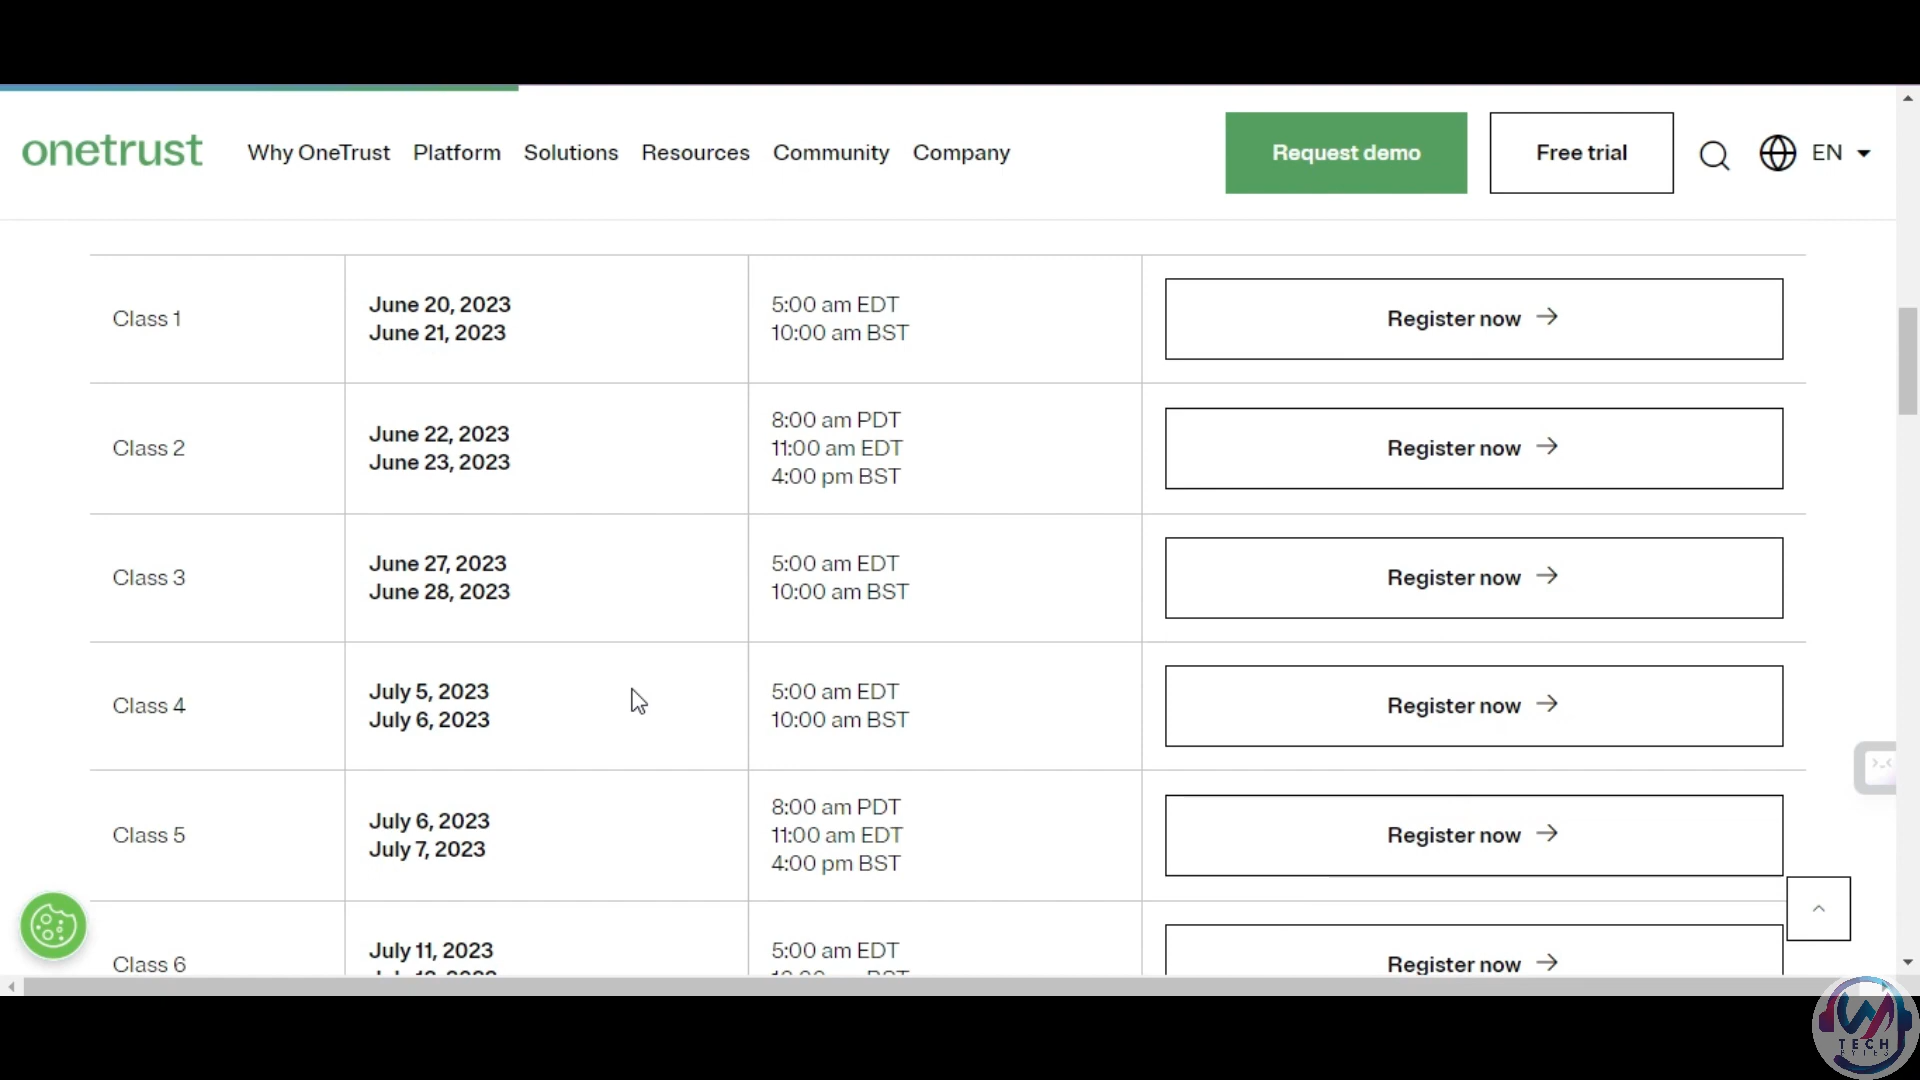 onetrust
Why OneTrust Platform Solutions Resources Community Company
Request demo
Free trial
EN
Class 1
June 20, 2023
June 21, 2023
5:00 am EDT
10:00 am BST
Register now
Class 2
June 22, 2023
June 23, 2023
8:00 am PDT
11:00 am EDT
4:00 pm BST
Register now
Class 3
June 27, 2023
June 28, 2023
5:00 am EDT
10:00 am BST
Register now
Class 4
July 5, 2023
July 6, 2023
5:00 am EDT
10:00 am BST
Register now
Class 5
July 6, 2023
July 7, 2023
8:00 am PDT
11:00 am EDT
4:00 pm BST
Register now
Class 6
July 11, 2023
5:00 am EDT
Register now
TECH
BYTES